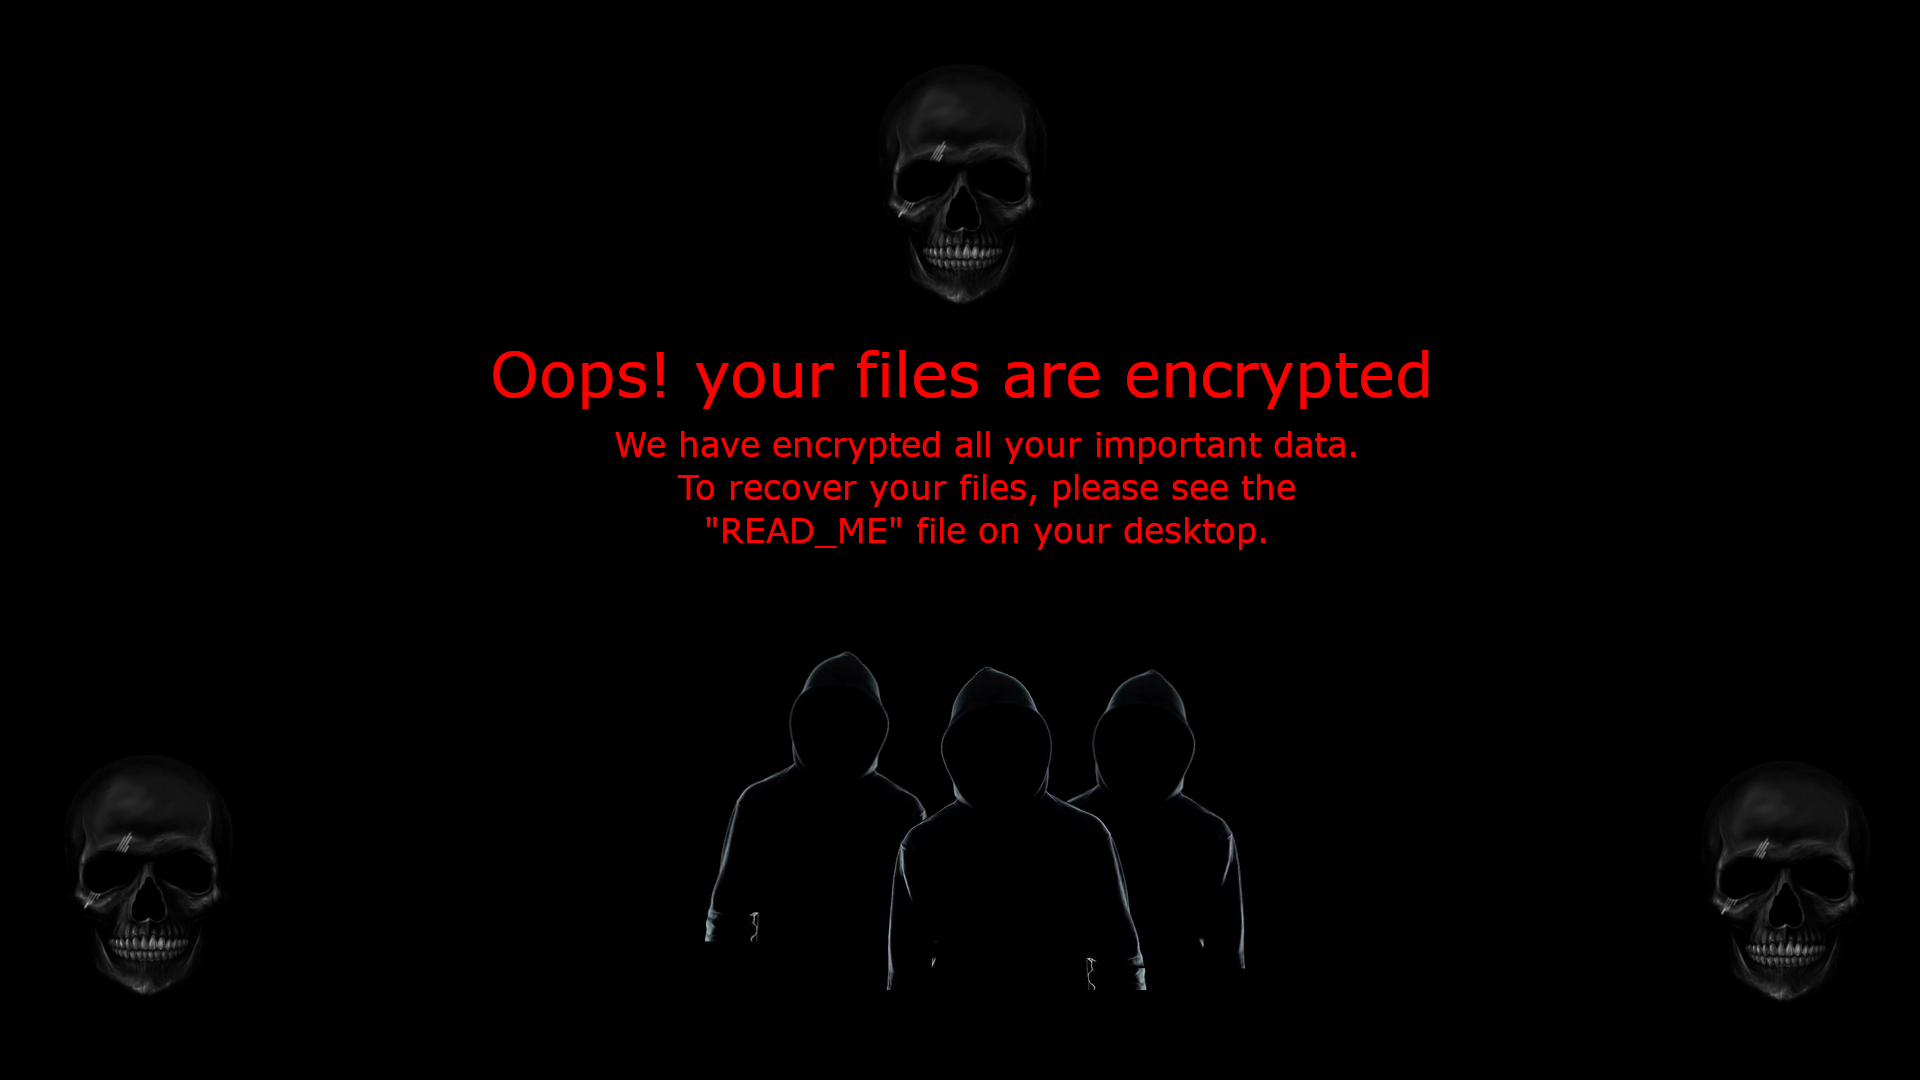 Oops! your files are encrypted
We have encrypted all your important data.
To recover your files, please see the
"READ_ME" file on your desktop.